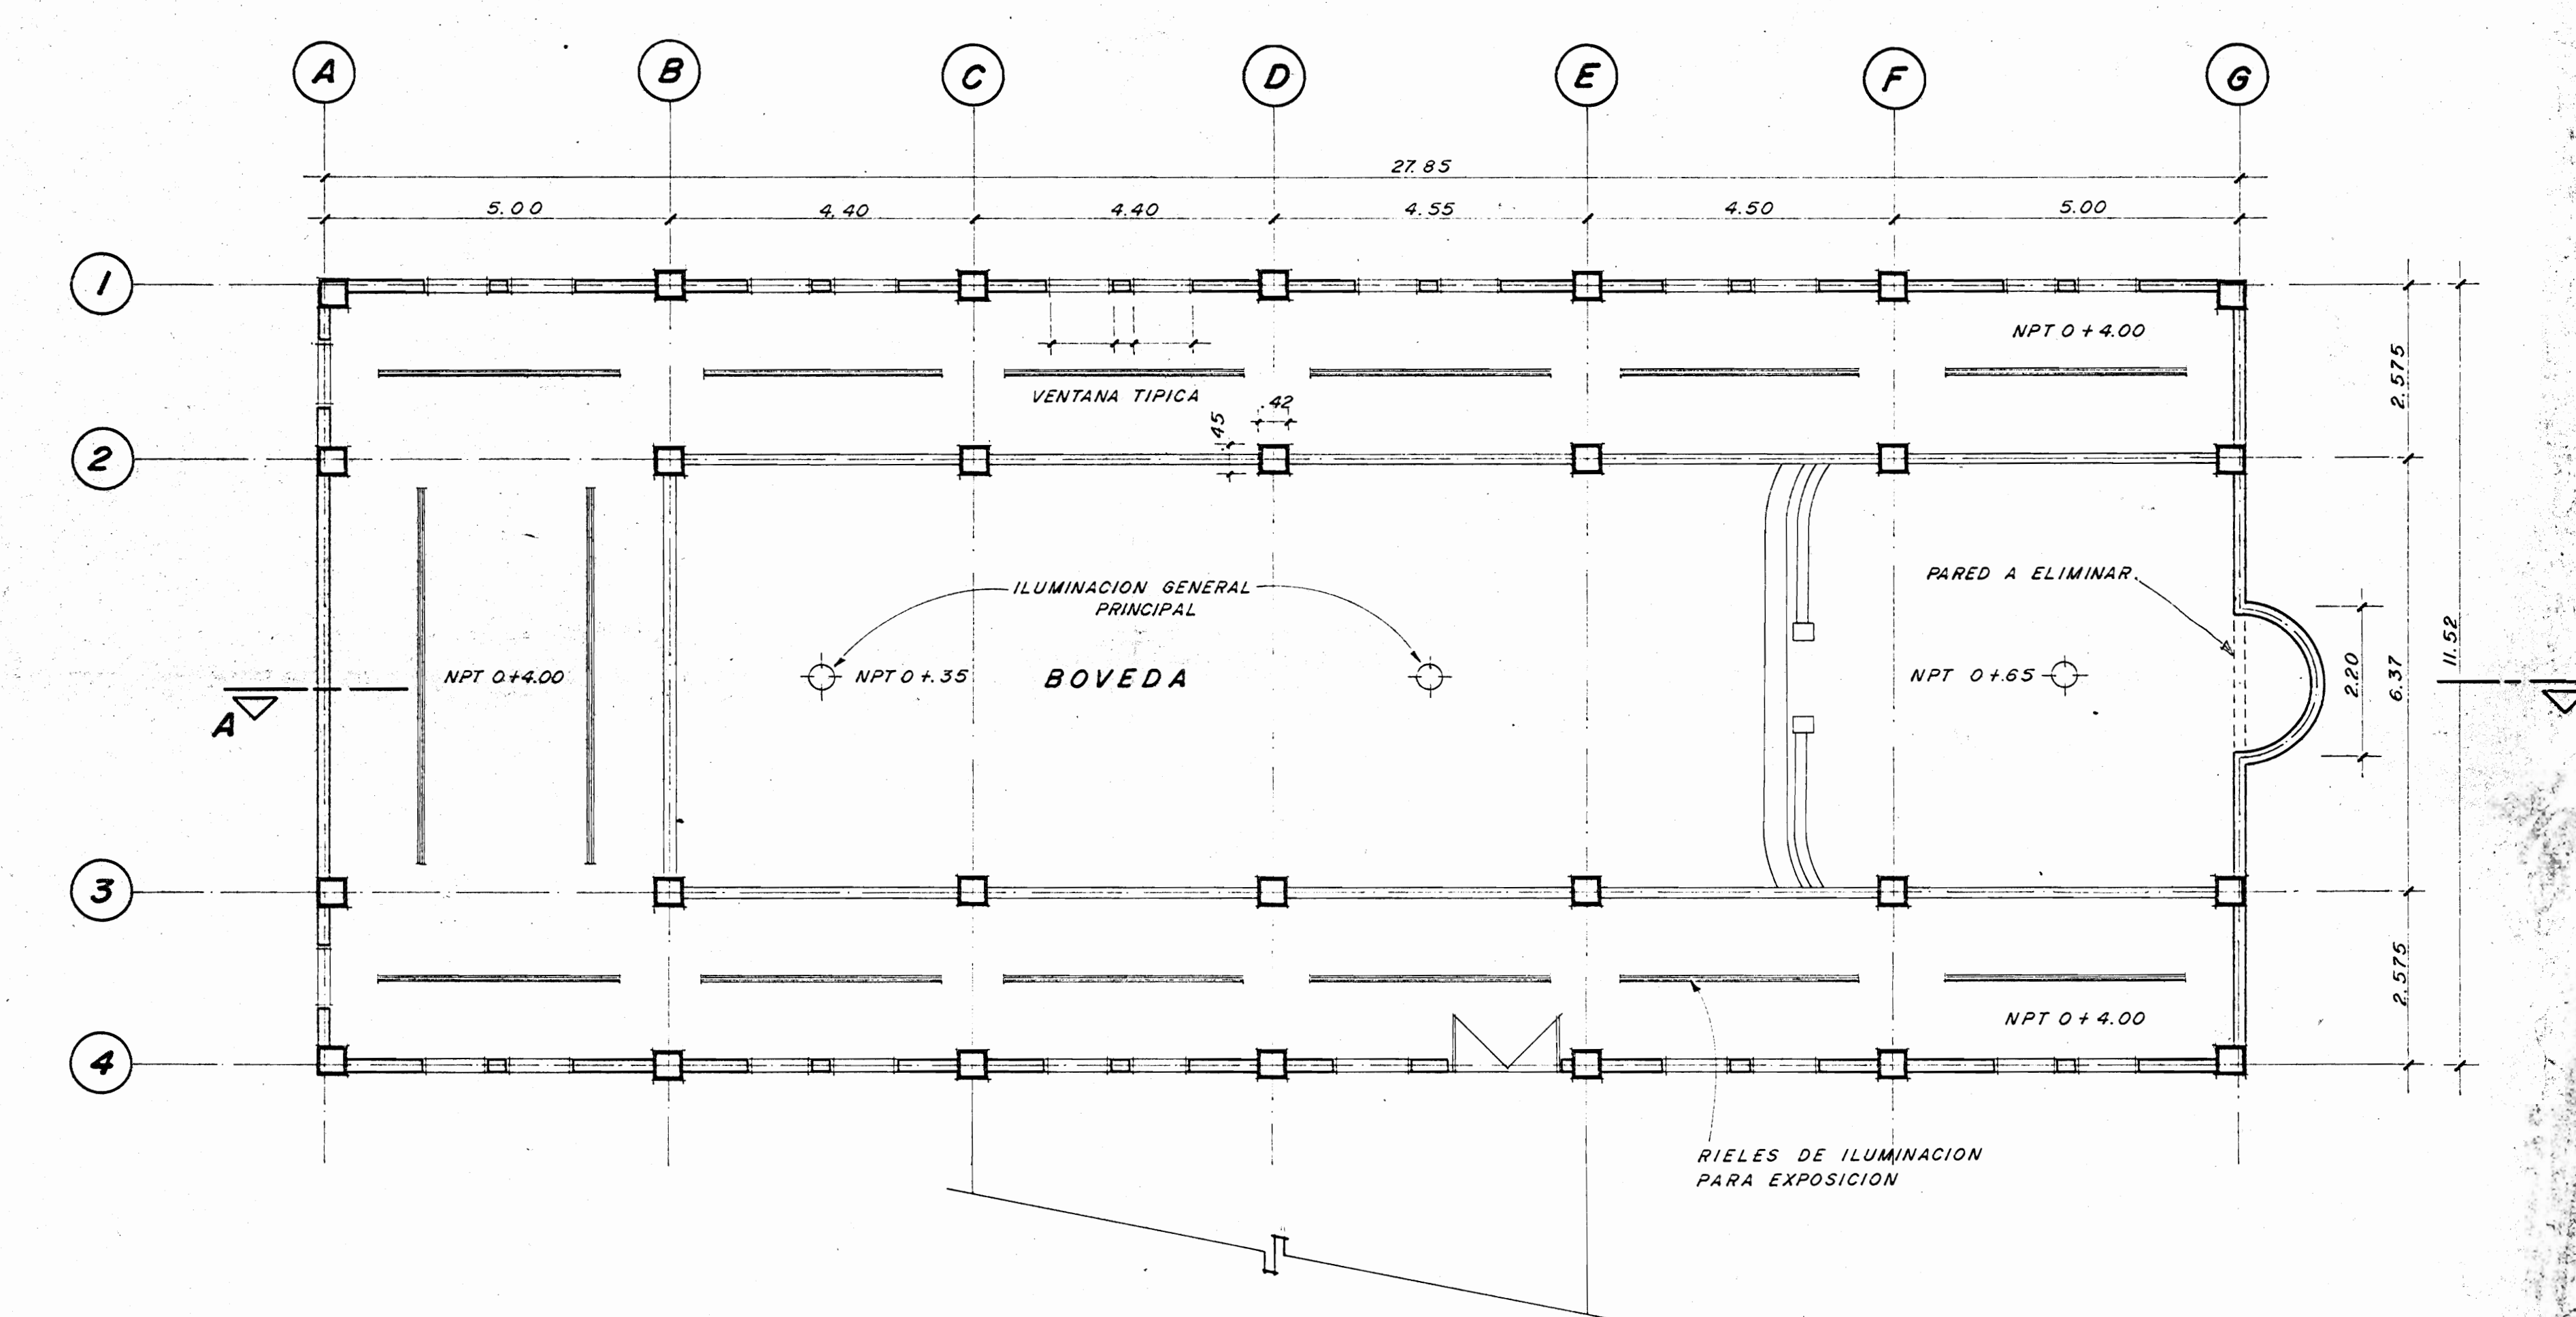 A B C D E F G
27.85
5.00 4.40 4.40 4.55 4.50 5.00
1
NPT 0+4.00
2.575
VENTANA TIPICA
.42
45
2
ILUMINACION GENERAL
PRINCIPAL
PARED A ELIMINAR.
NPT 0+4.00
NPT 0+.35
BOVEDA
NPT 0+.65
2.20
6.37
11.52
A
3
2.575
NPT 0+4.00
4
RIELES DE ILUMINACION
PARA EXPOSICION